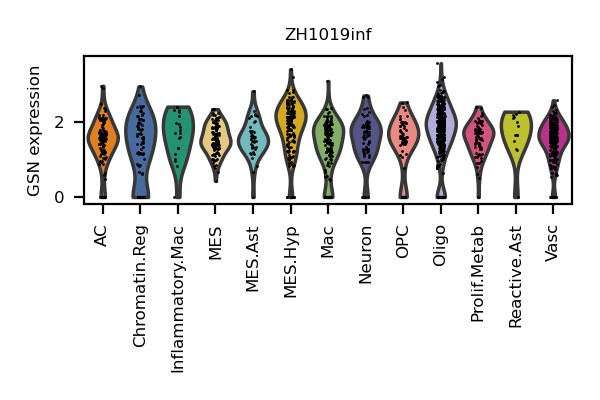 ZH1019inf
GSN expression
2
0
AC
Chromatin.Reg
Inflammatory.Mac
MES
MES.Ast
MES.Hyp
Mac
Neuron
OPC
Oligo
Prolif.Metab
Reactive.Ast
Vasc